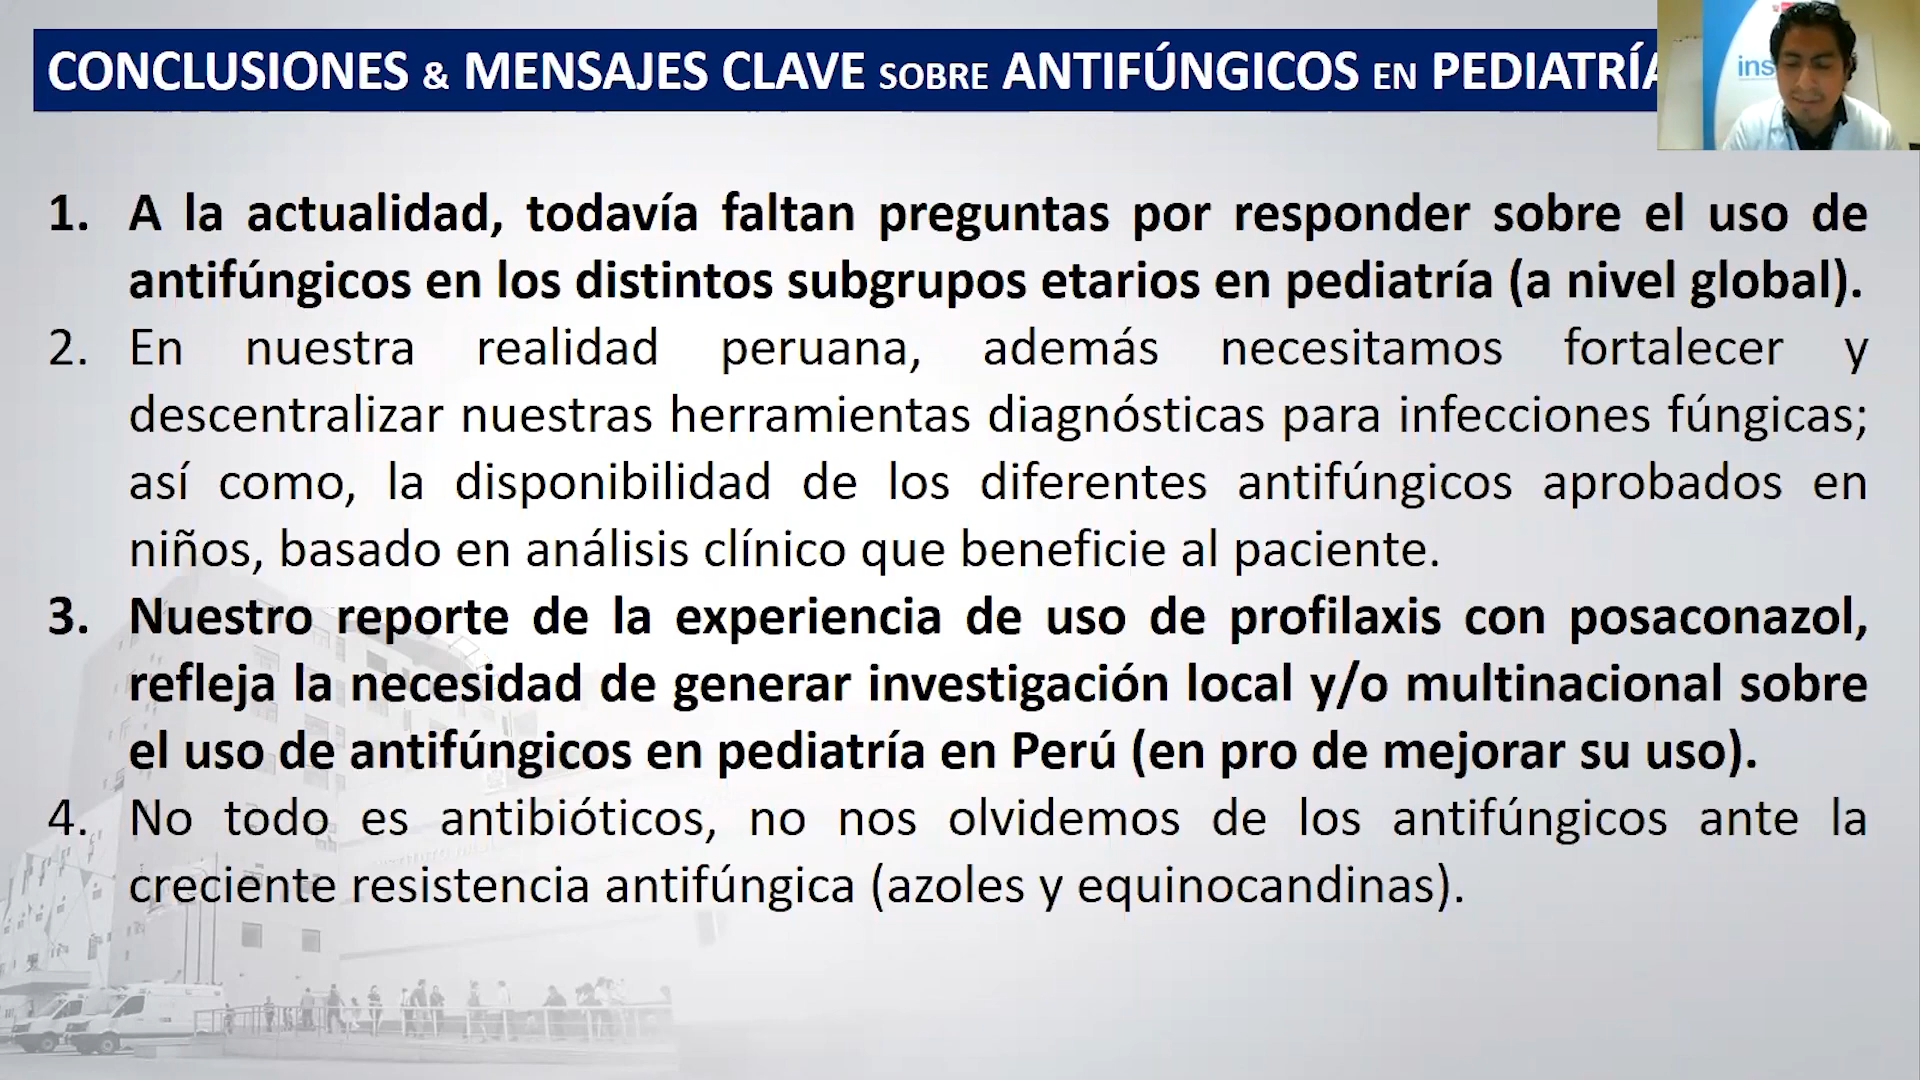 CONCLUSIONES & MENSAJES CLAVE SOBRE ANTIFÚNGICOS EN PEDIATRÍA
ins
1. A la actualidad, todavía faltan preguntas por responder sobre el uso de
antifúngicos en los distintos subgrupos etarios en pediatría (a nivel global).
2. En nuestra realidad peruana, además necesitamos fortalecer y
descentralizar nuestras herramientas diagnósticas para infecciones fúngicas;
así como, la disponibilidad de los diferentes antifúngicos aprobados en
niños, basado en análisis clínico que beneficie al paciente.
3. Nuestro reporte de la experiencia de uso de profilaxis con posaconazol,
refleja la necesidad de generar investigación local y/o multinacional sobre
el uso de antifúngicos en pediatría en Perú (en pro de mejorar su uso).
4. No todo es antibióticos, no nos olvidemos de los antifúngicos ante la
creciente resistencia antifúngica (azoles y equinocandinas).